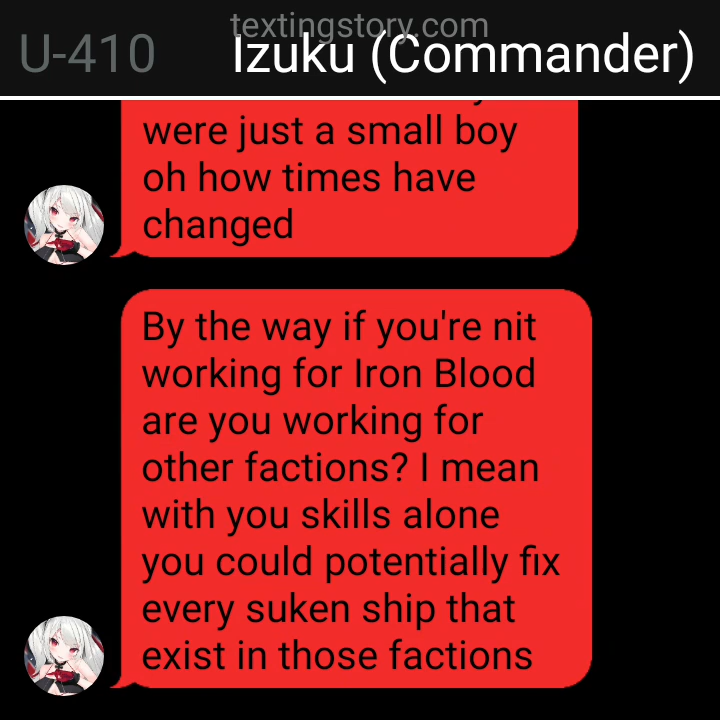 textingstory.com
U-410 Izuku (Commander)
were just a small boy
oh how times have
changed
By the way if you're nit
working for Iron Blood
are you working for
other factions? I mean
with you skills alone
you could potentially fix
every suken ship that
exist in those factions